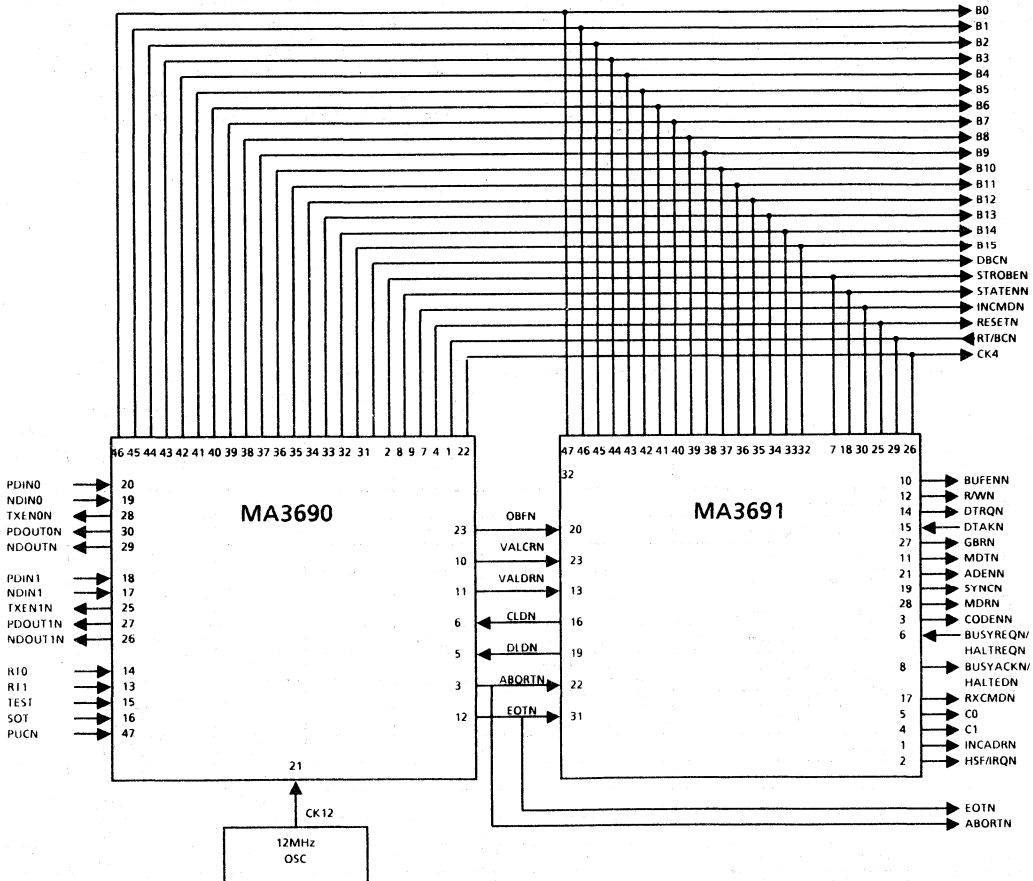 B0
B1
B2
B3
B4
B5
B6
B7
B8
B9
B10
B11
B12
B13
B14
B15
DBCN
STROBEN
STATENN
INCMDN
RESETN
RT/BCN
CK4
46 45 44 43 42 41 40 39 38 37 36 35 34 33 32 31 2 8 9 7 4 1 22
47 46 45 44 43 42 41 40 39 38 37 36 35 34 33 32 7 18 30 25 29 26
32
PDIN0 20
NDIN0 19
TXEN0N 28
PDOUT0N 30
NDOUTN 29
PDIN1 18
NDIN1 17
TXEN1N 25
PDOUT1N 27
NDOUT1N 26
RT0 14
RT1 13
TEST 15
SOT 16
PUCN 47
MA3690
21
CK12
12MHz
OSC
23 OBFN 20
10 VALCRN 23
11 VALDRN 13
6 CLDN 16
5 DLDN 19
3 ABORTN 22
12 EOTN 31
MA3691
10 BUFENN
12 R/WN
14 DTRQN
15 DTAKN
27 GBRN
11 MDTN
21 ADENN
19 SYNCN
28 MDRN
3 CODENN
6 BUSYREQN/
HALTREQN
8 BUSYACKN/
HALTEDN
17 RXCMDN
5 C0
4 C1
1 INCADRN
2 HSF/IRQN
EOTN
ABORTN